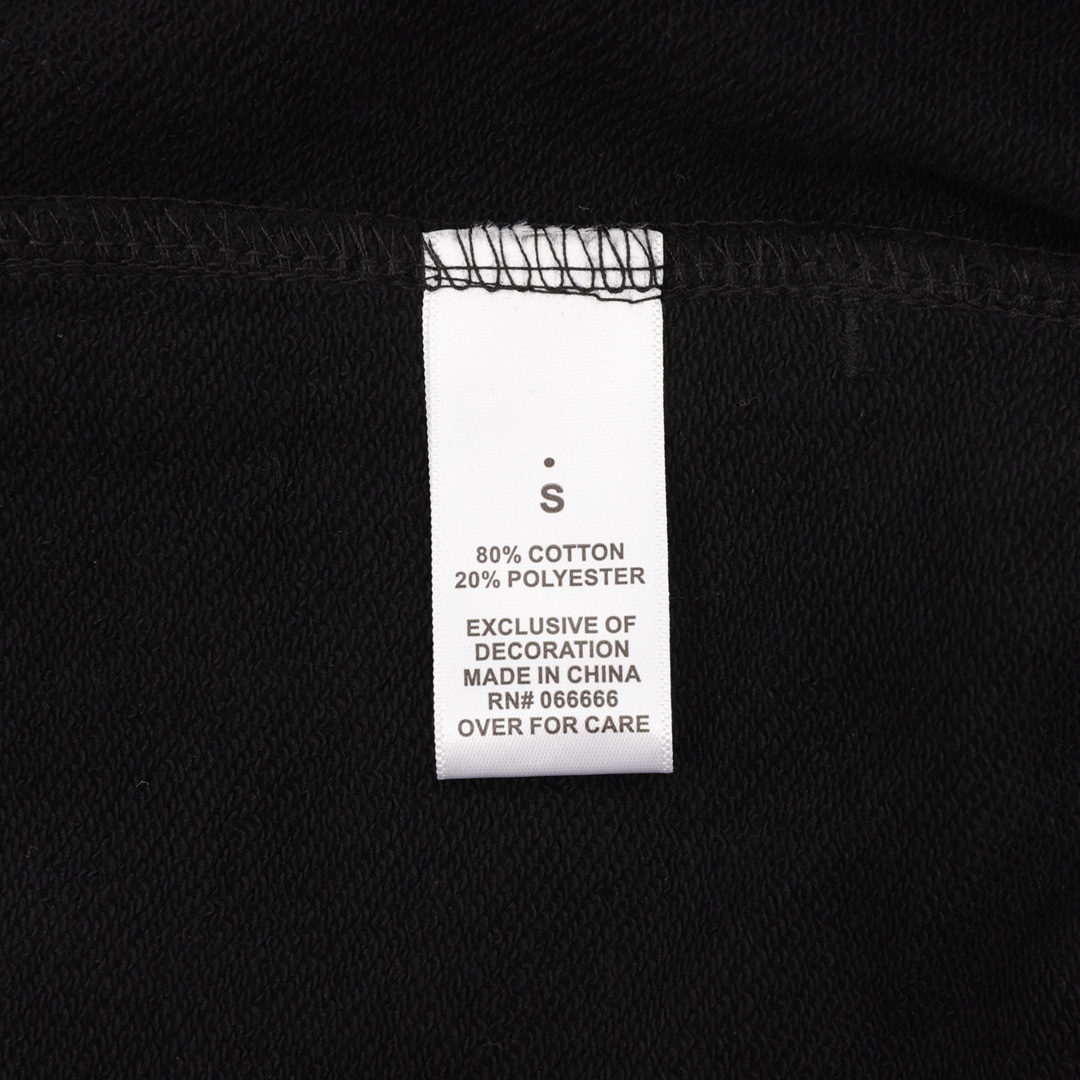 S
80% COTTON
20% POLYESTER
EXCLUSIVE OF
DECORATION
MADE IN CHINA
RN# 066666
OVER FOR CARE